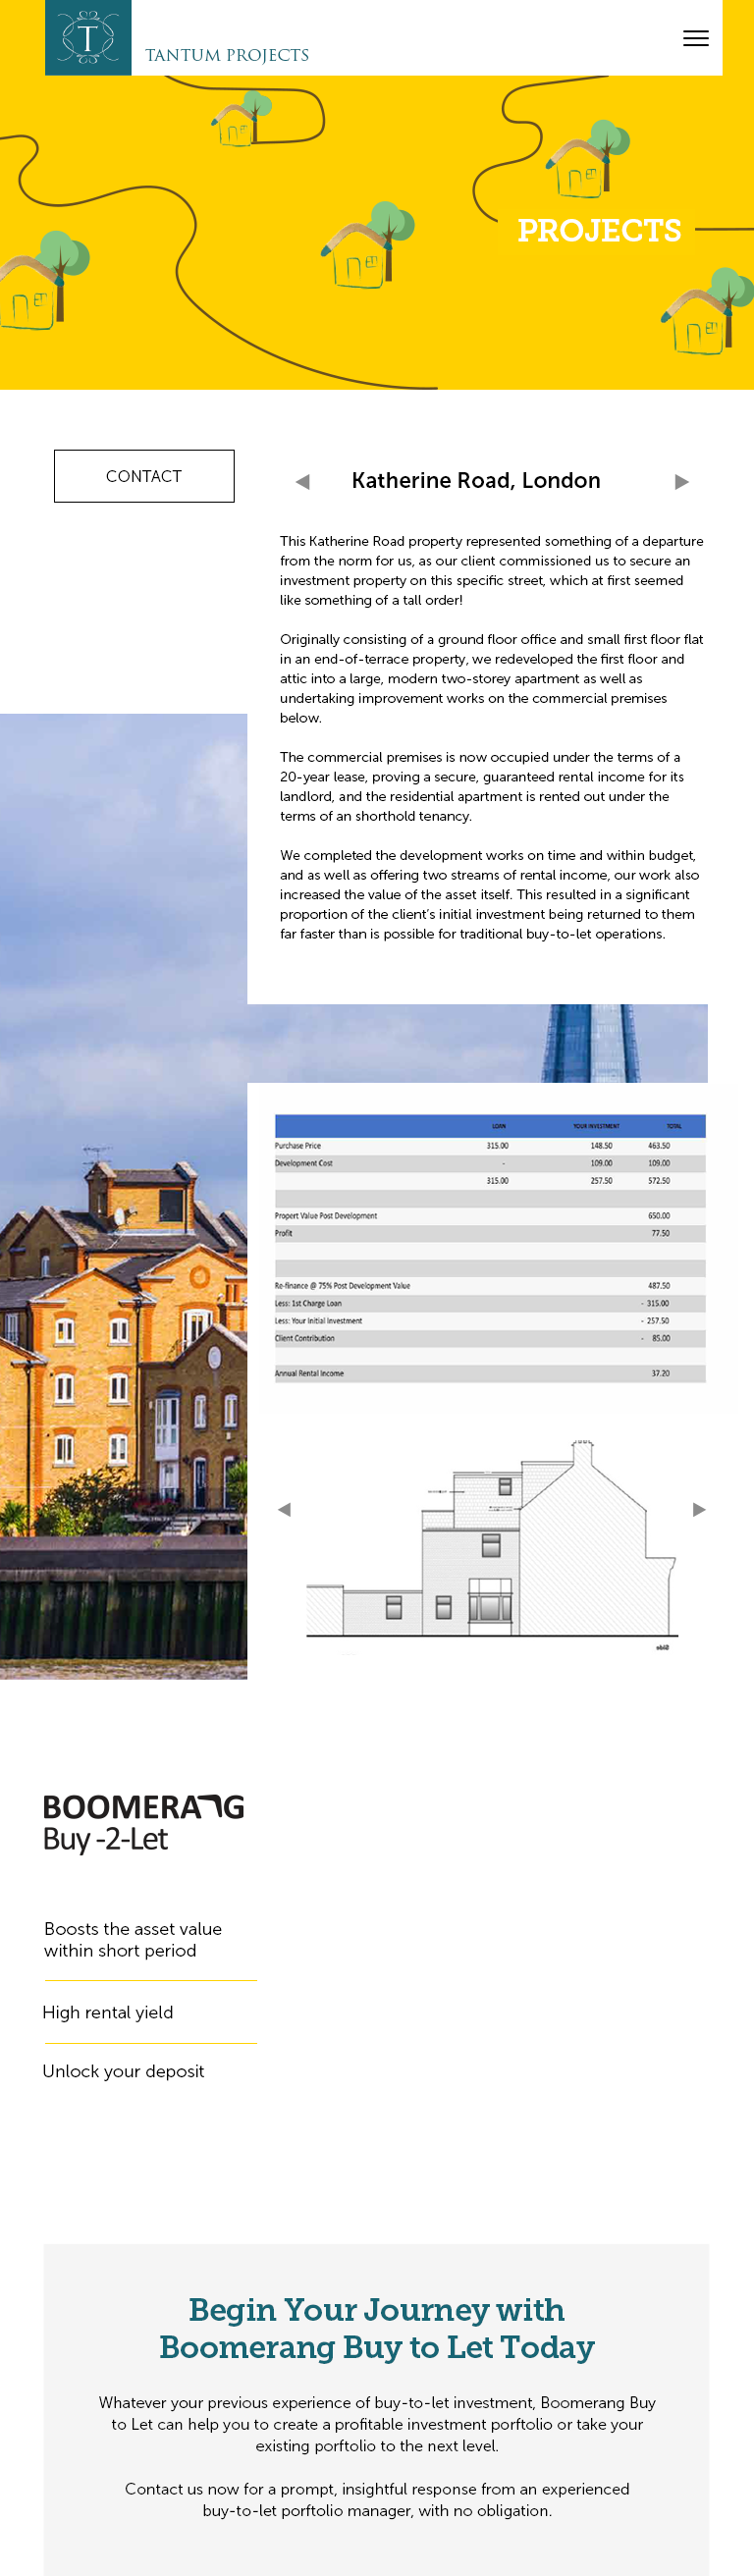 T
TANTUM PROJECTS
PROJECTS
CONTACT
Katherine Road, London
This Katherine Road property represented something of a departure
from the norm for us, as our client commissioned us to secure an
investment property on this specific street, which at first seemed
like something of a tall order!
Originally consisting of a ground floor office and small first floor flat
in an end-of-terrace property, we redeveloped the first floor and
attic into a large, modern two-storey apartment as well as
undertaking improvement works on the commercial premises
below.
The commercial premises is now occupied under the terms of a
20-year lease, proving a secure, guaranteed rental income for its
landlord, and the residential apartment is rented out under the
terms of an shorthold tenancy.
We completed the development works on time and within budget,
and as well as offering two streams of rental income, our work also
increased the value of the asset itself. This resulted in a significant
proportion of the client's initial investment being returned to them
far faster than is possible for traditional buy-to-let operations.
LOAN YOUR INVESTMENT TOTAL
Purchase Price 315.00 148.50 463.50
Development Cost - 109.00 109.00
315.00 257.50 572.50
Propert Value Post Development 650.00
Profit 77.50
Re-finance @ 75% Post Development Value 487.50
Less: 1st Charge Loan - 315.00
Less: Your Initial Investment - 257.50
Client Contribution - 85.00
Annual Rental Income 37.20
Side
BOOMERANG
Buy -2-Let
Boosts the asset value
within short period
High rental yield
Unlock your deposit
Begin Your Journey with
Boomerang Buy to Let Today
Whatever your previous experience of buy-to-let investment, Boomerang Buy
to Let can help you to create a profitable investment porftolio or take your
existing porftolio to the next level.
Contact us now for a prompt, insightful response from an experienced
buy-to-let porftolio manager, with no obligation.